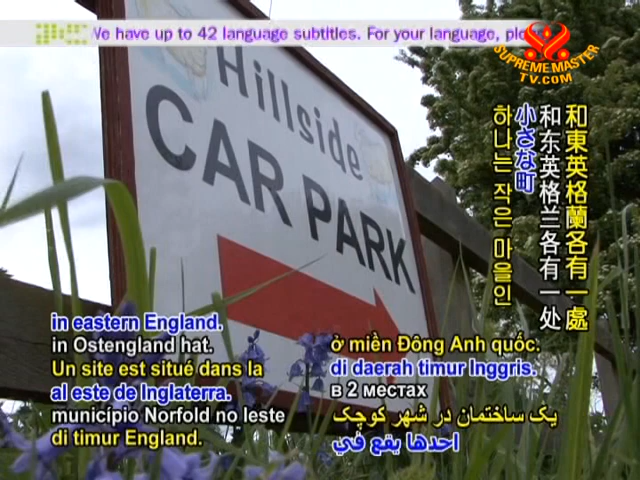 We have up to 42 language subtitles. For your language, ple
SUPREME MASTER
TV.COM
Hillside
CAR PARK
和東英格蘭各有一處
和东英格兰各有一处
小さな町
하나는 작은 마을인
in eastern England.
in Ostengland hat.
Un site est situé dans la
al este de Inglaterra.
município Norfold no leste
di timur England.
ở miền Đông Anh quốc.
di daerah timur Inggris.
в 2 местах
یک ساختمان در شهر کوچک
احدها يقع في